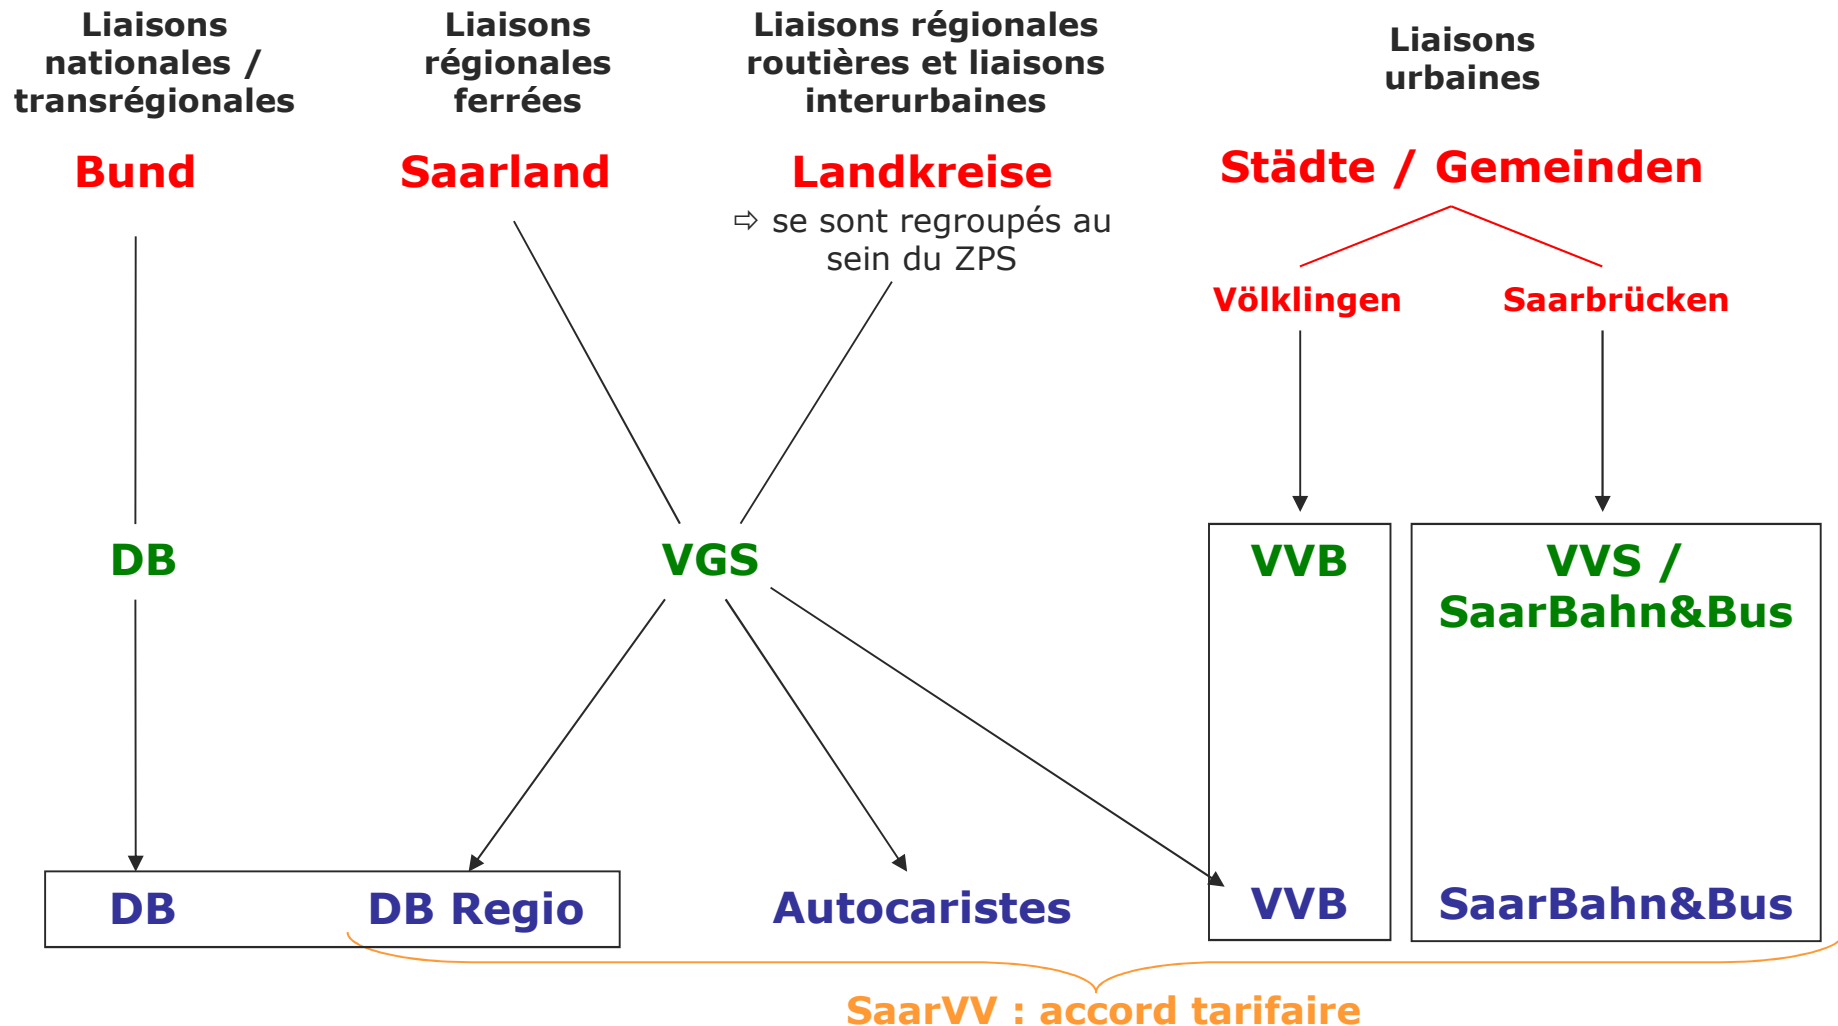 Liaisons
nationales /
transrégionales
Liaisons
régionales
ferrées
Liaisons régionales
routières et liaisons
interurbaines
Liaisons
urbaines
Bund
Saarland
Landkreise
⇨ se sont regroupés au
sein du ZPS
Städte / Gemeinden
Völklingen
Saarbrücken
DB
VGS
VVB
VVS /
SaarBahn&Bus
DB
DB Regio
Autocaristes
VVB
SaarBahn&Bus
SaarVV : accord tarifaire